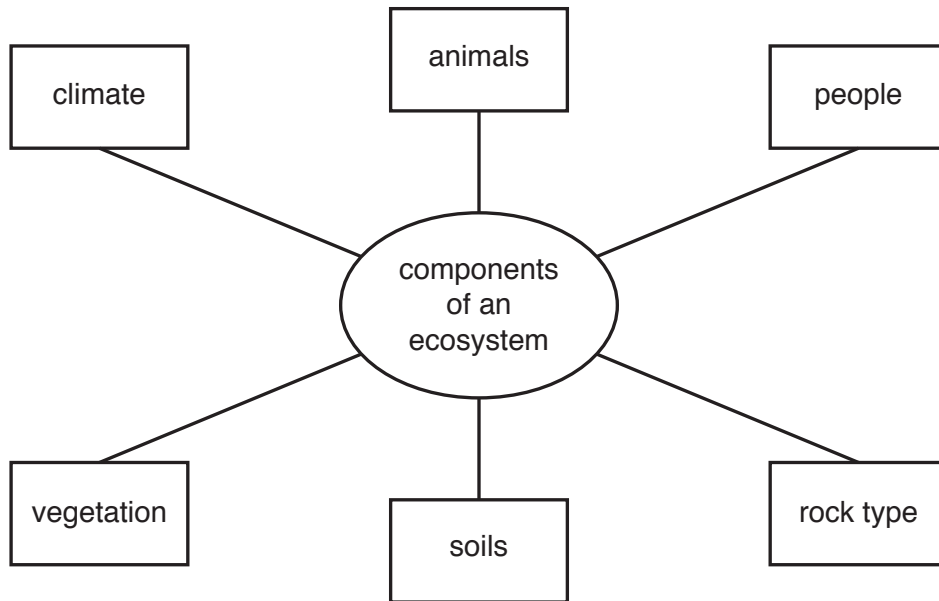 animals
climate
people
components
of an
ecosystem
vegetation
soils
rock type